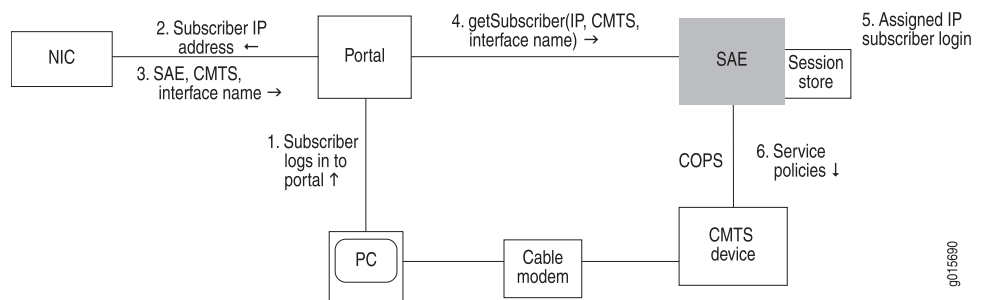 NIC
2. Subscriber IP
address ←
3. SAE, CMTS,
interface name →
Portal
4. getSubscriber(IP, CMTS,
interface name) →
SAE
Session
store
5. Assigned IP
subscriber login
1. Subscriber
logs in to
portal ↑
COPS
6. Service
policies ↓
PC
Cable
modem
CMTS
device
g015690